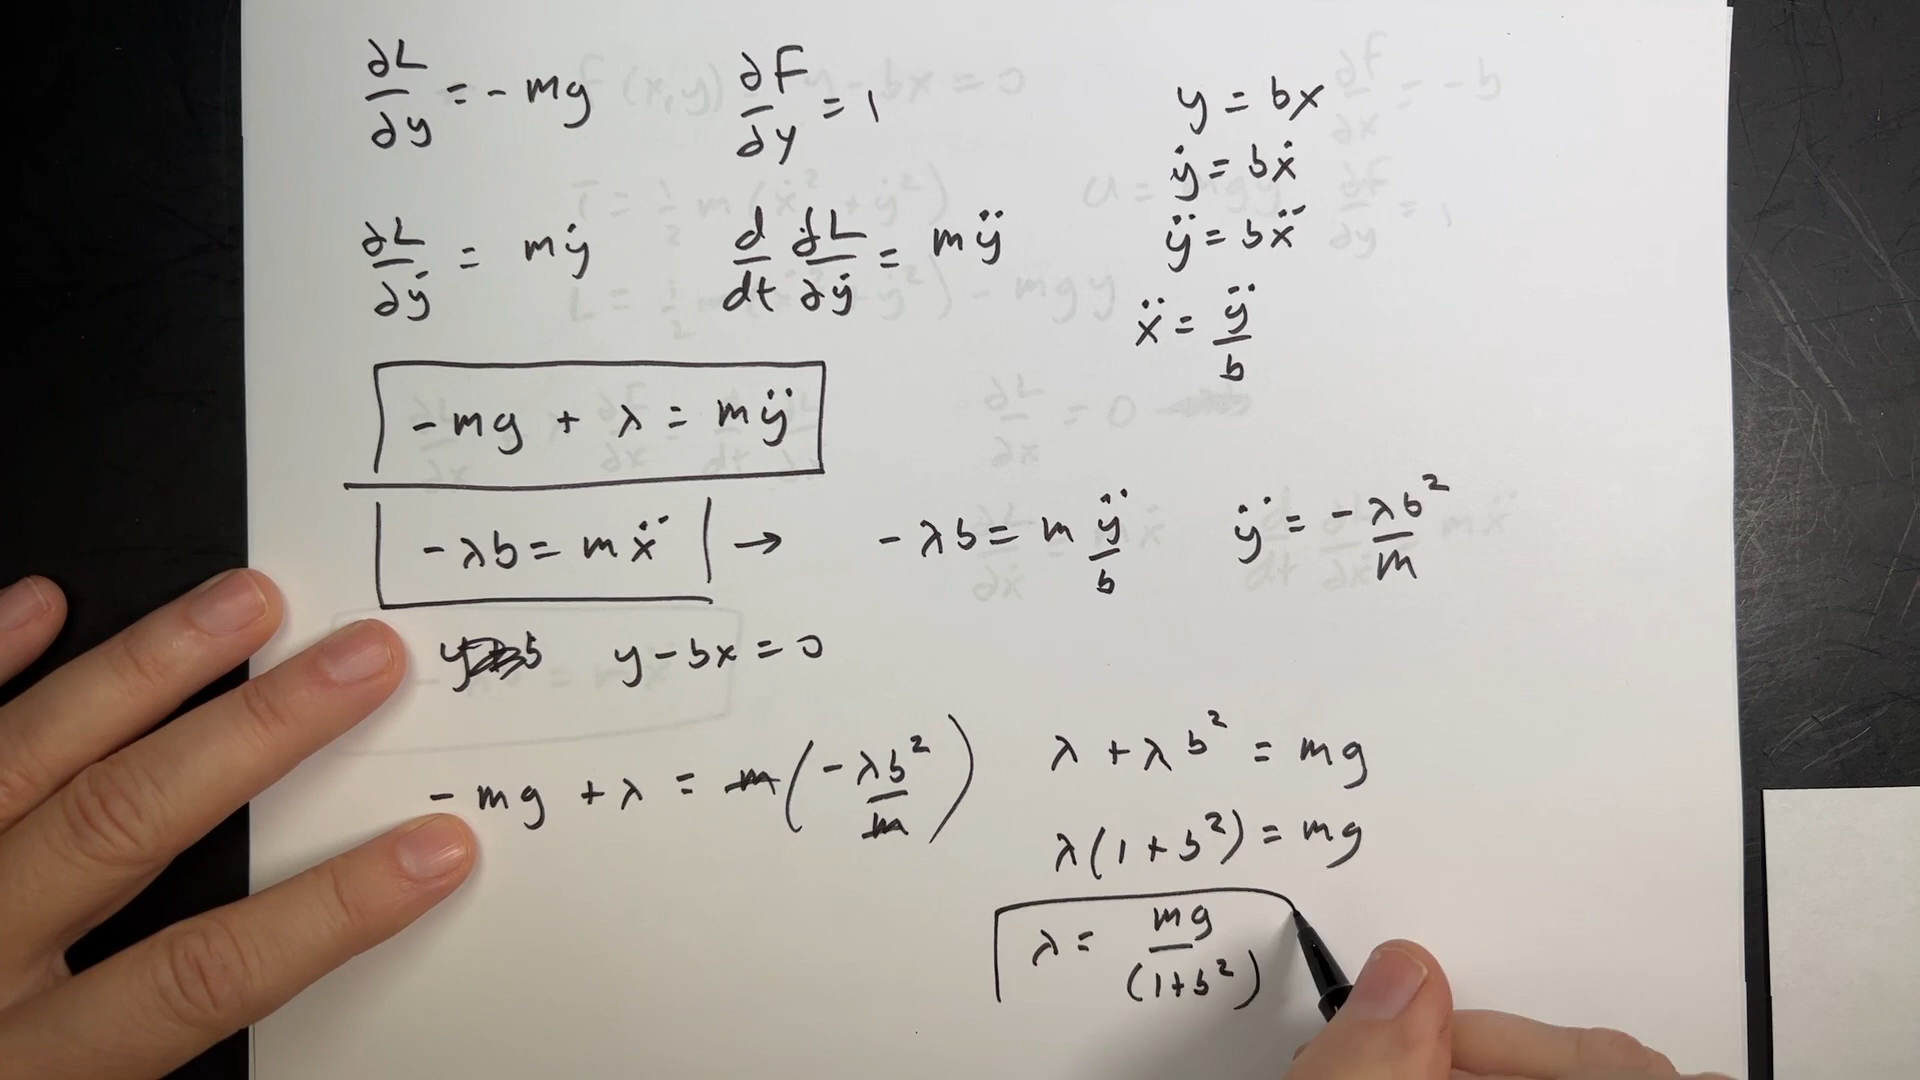 ∂L/∂y = - mg    ∂F/∂y = 1
y = bx
ẏ = bẋ
ÿ = bẍ
ẍ = ÿ/b
∂L/∂ẏ = mẏ    d/dt ∂L/∂ẏ = mÿ
- mg + λ = mÿ
- λb = mẍ → - λb = m ÿ/b    ÿ = - λb²/m
y - bx = 0
- mg + λ = m(- λb²/m)
λ + λb² = mg
λ(1 + b²) = mg
λ = mg/(1+b²)